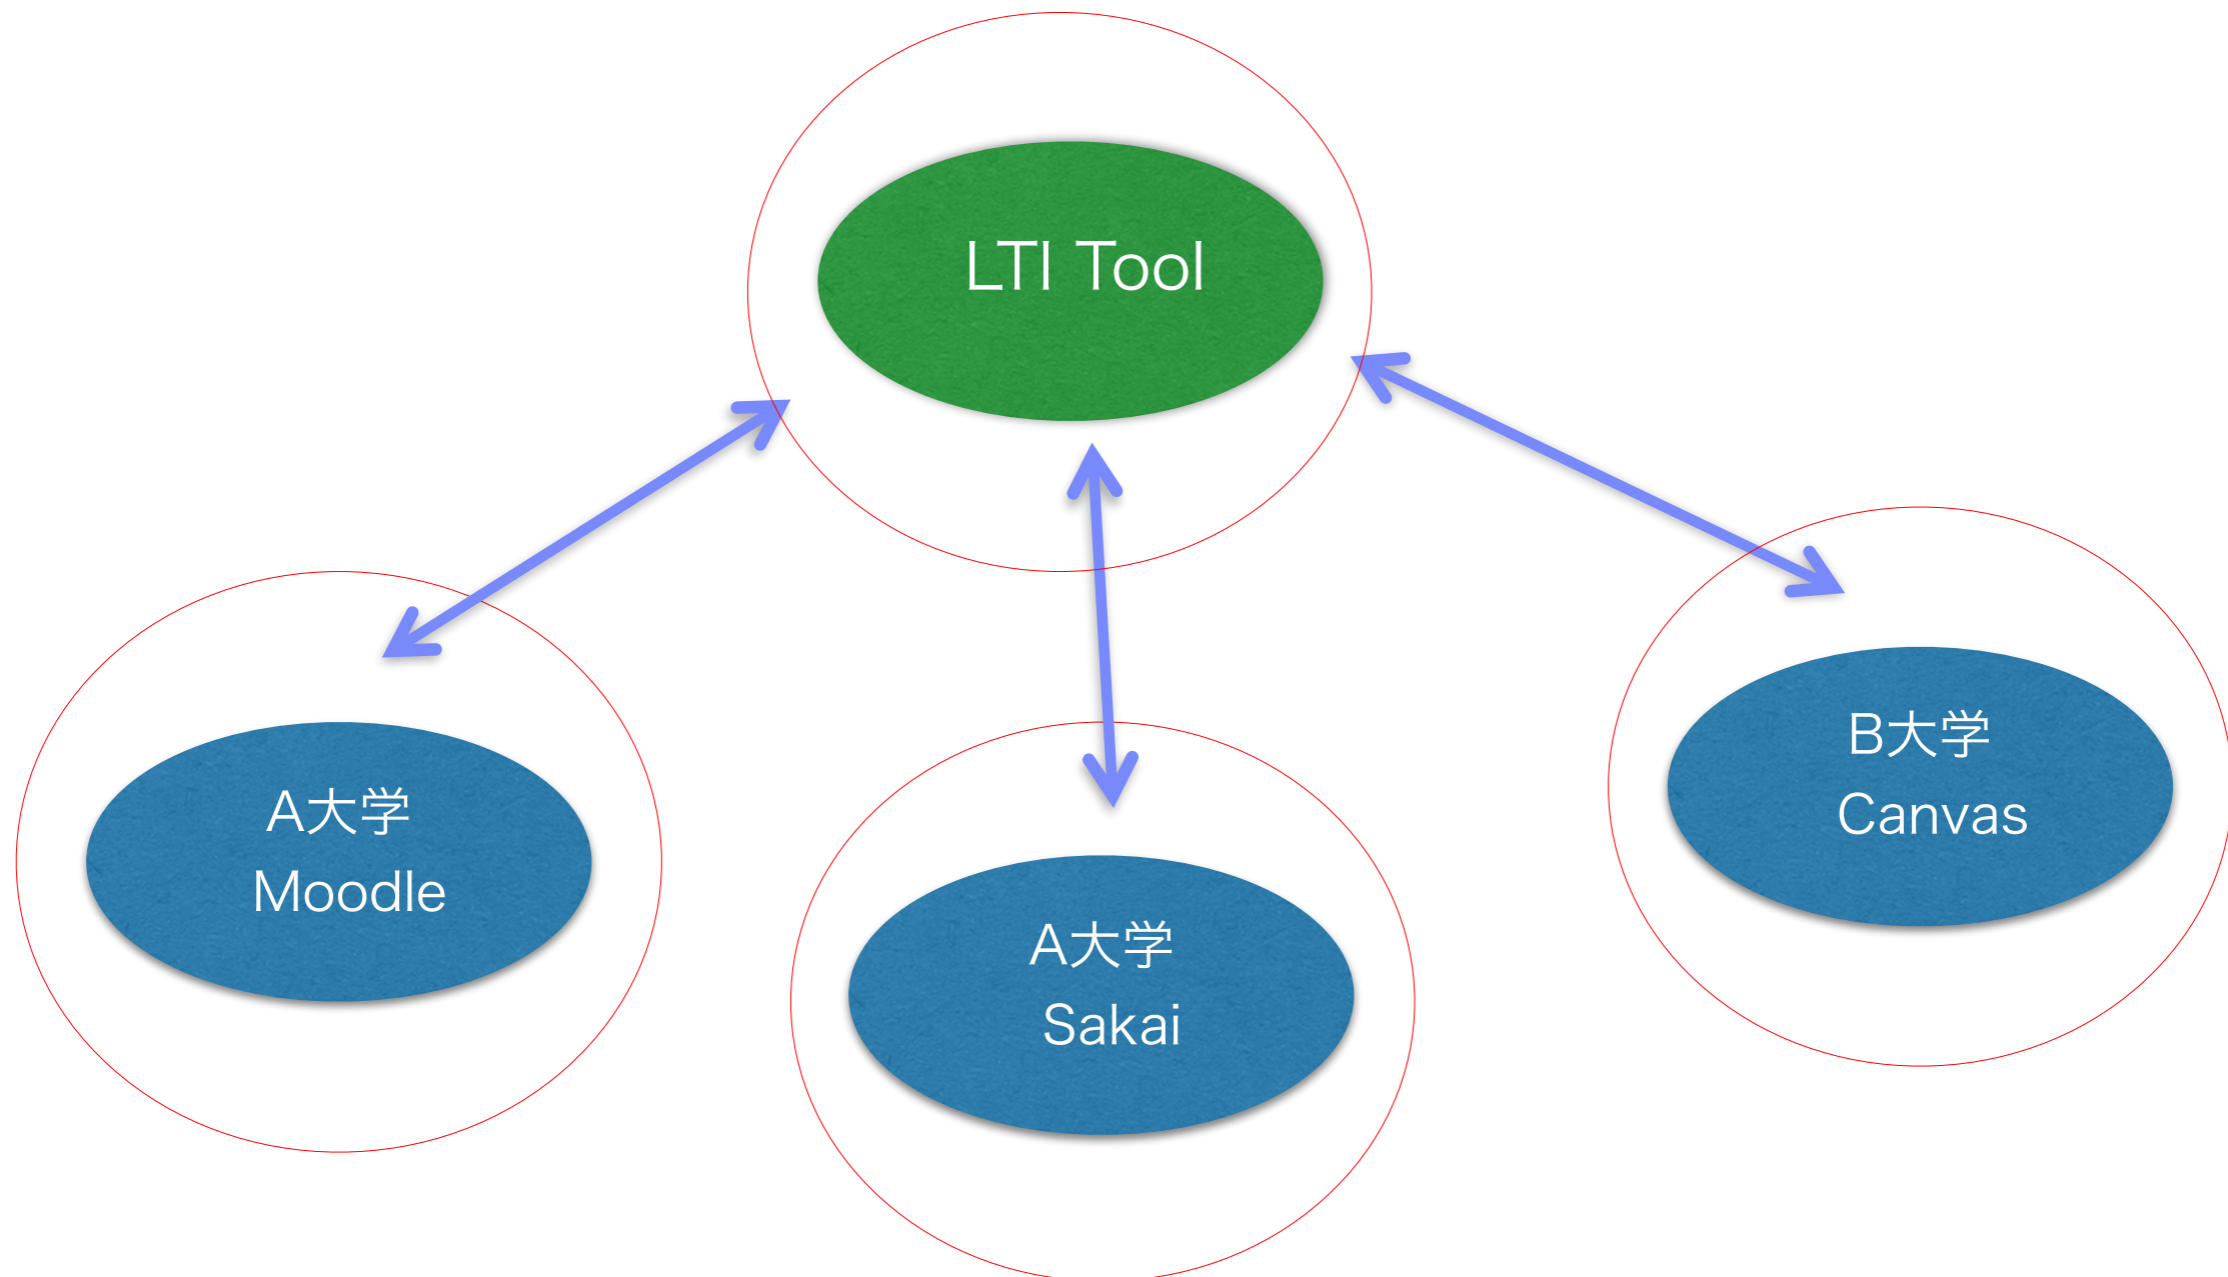 LTI Tool
A大学
Moodle
A大学
Sakai
B大学
Canvas